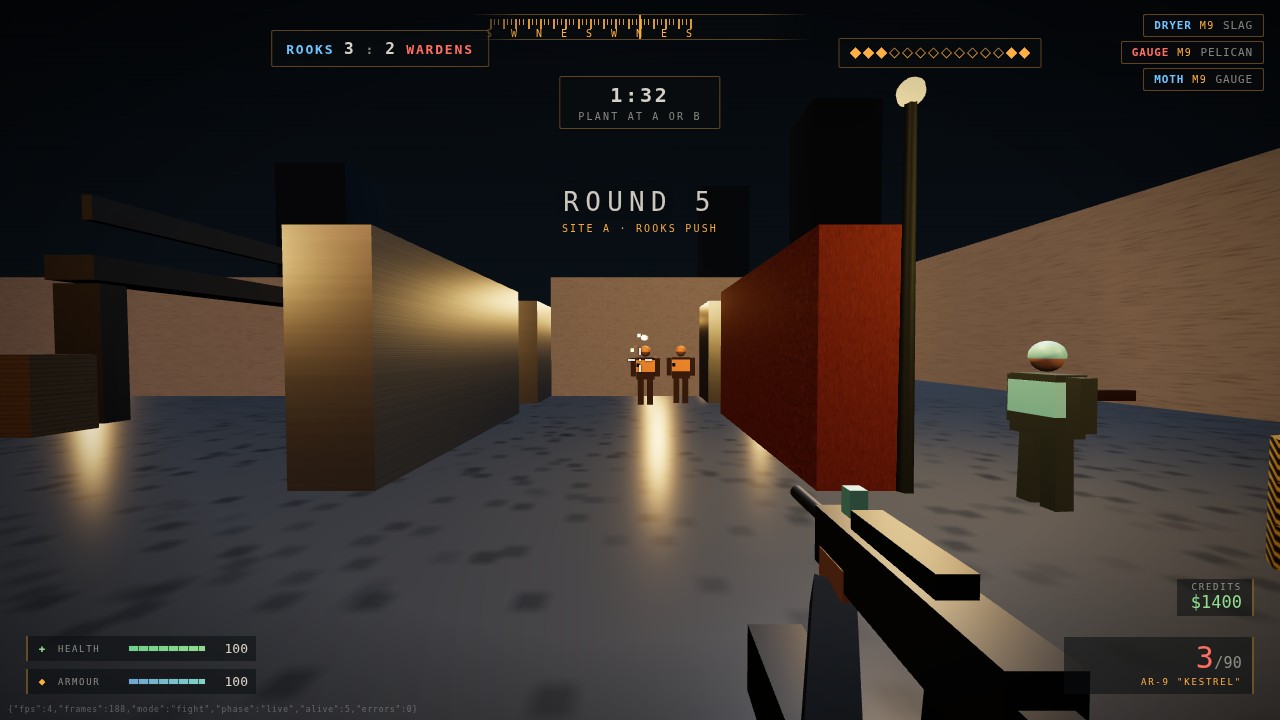 S W N E S W N E S
ROOKS 3 : 2 WARDENS
DRYER M9 SLAG
GAUGE M9 PELICAN
MOTH M9 GAUGE
1:32
PLANT AT A OR B
ROUND 5
SITE A · ROOKS PUSH
CREDITS
$1400
HEALTH 100
ARMOUR 100
3/90
AR-9 "KESTREL"
{"fps":4,"frames":188,"mode":"fight","phase":"live","alive":5,"errors":0}